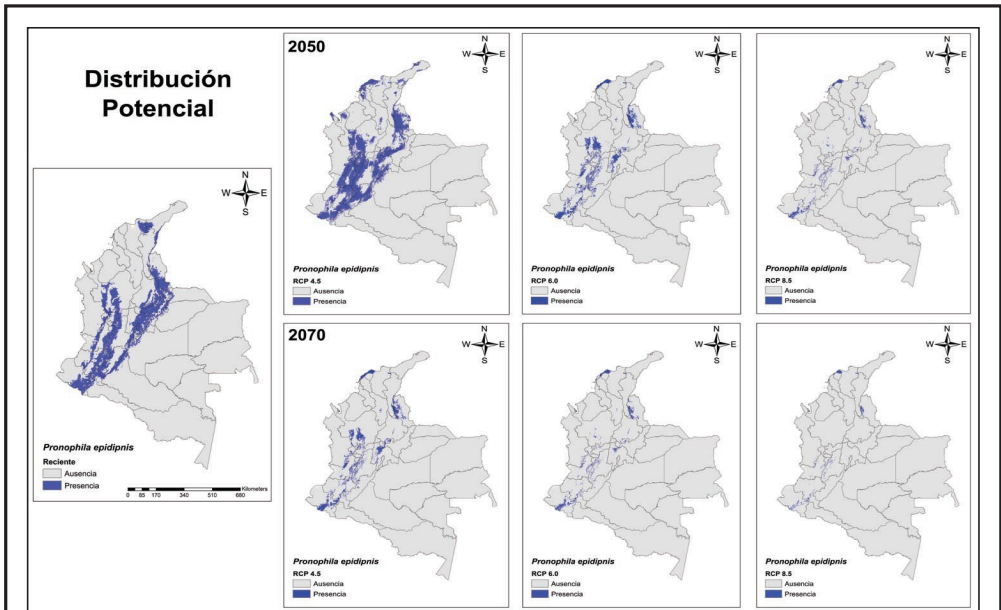 Distribución
Potencial
N
W E
S
Pronophila epidipnis
Reciente
Ausencia
Presencia
0 85 170 340 510 680
Kilometers
2050
N
W E
S
Pronophila epidipnis
RCP 4.5
Ausencia
Presencia
N
W E
S
Pronophila epidipnis
RCP 6.0
Ausencia
Presencia
N
W E
S
Pronophila epidipnis
RCP 8.5
Ausencia
Presencia
2070
N
W E
S
Pronophila epidipnis
RCP 4.5
Ausencia
Presencia
N
W E
S
Pronophila epidipnis
RCP 6.0
Ausencia
Presencia
N
W E
S
Pronophila epidipnis
RCP 8.5
Ausencia
Presencia